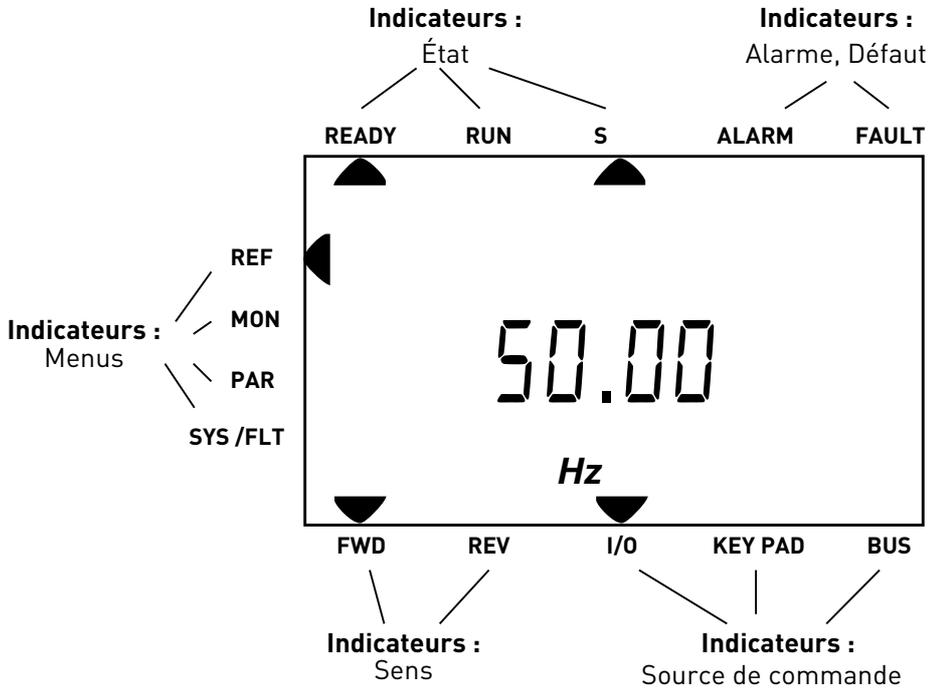 Indicateurs :
État
Indicateurs :
Alarme, Défaut
READY RUN S ALARM FAULT
REF
MON
Indicateurs :
Menus
PAR
SYS /FLT
50.00
Hz
FWD REV I/O KEY PAD BUS
Indicateurs :
Sens
Indicateurs :
Source de commande